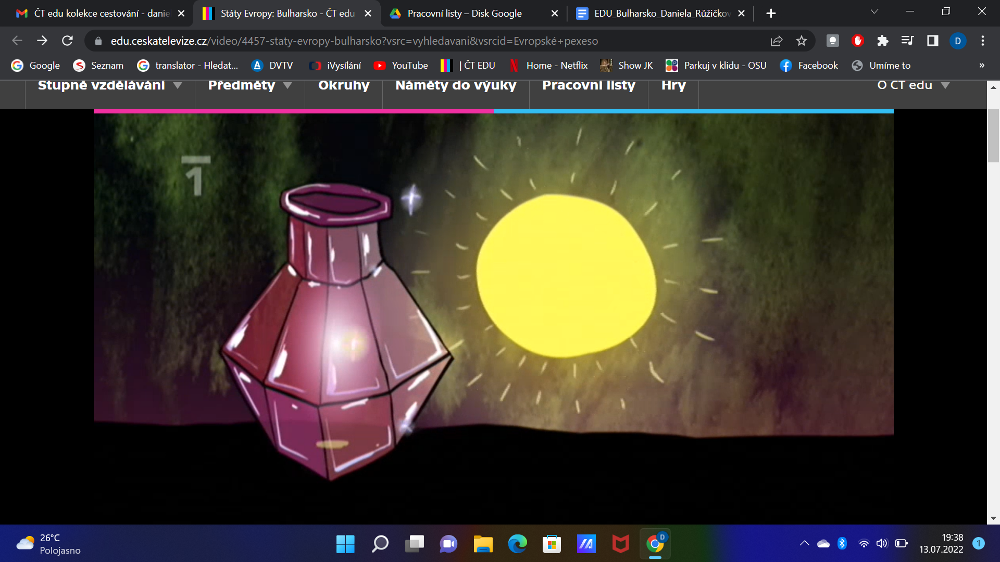 ČT edu kolekce cestování - danie
Státy Evropy: Bulharsko - ČT edu
Pracovní listy – Disk Google
EDU_Bulharsko_Daniela_Růžičkov
edu.ceskatelevize.cz/video/4457-staty-evropy-bulharsko?vsrc=vyhledavani&vsrcid=Evropské+pexeso
D
Google
Seznam
translator - Hledat...
DVTV
iVysílání
YouTube
| ČT EDU
Home - Netflix
Show JK
Parkuj v klidu - OSU
Facebook
Umíme to
»
Stupně vzdělávání
Předměty
Okruhy
Náměty do výuky
Pracovní listy
Hry
O ČT edu
1
26°C
Polojasno
D
19:38
13.07.2022
1